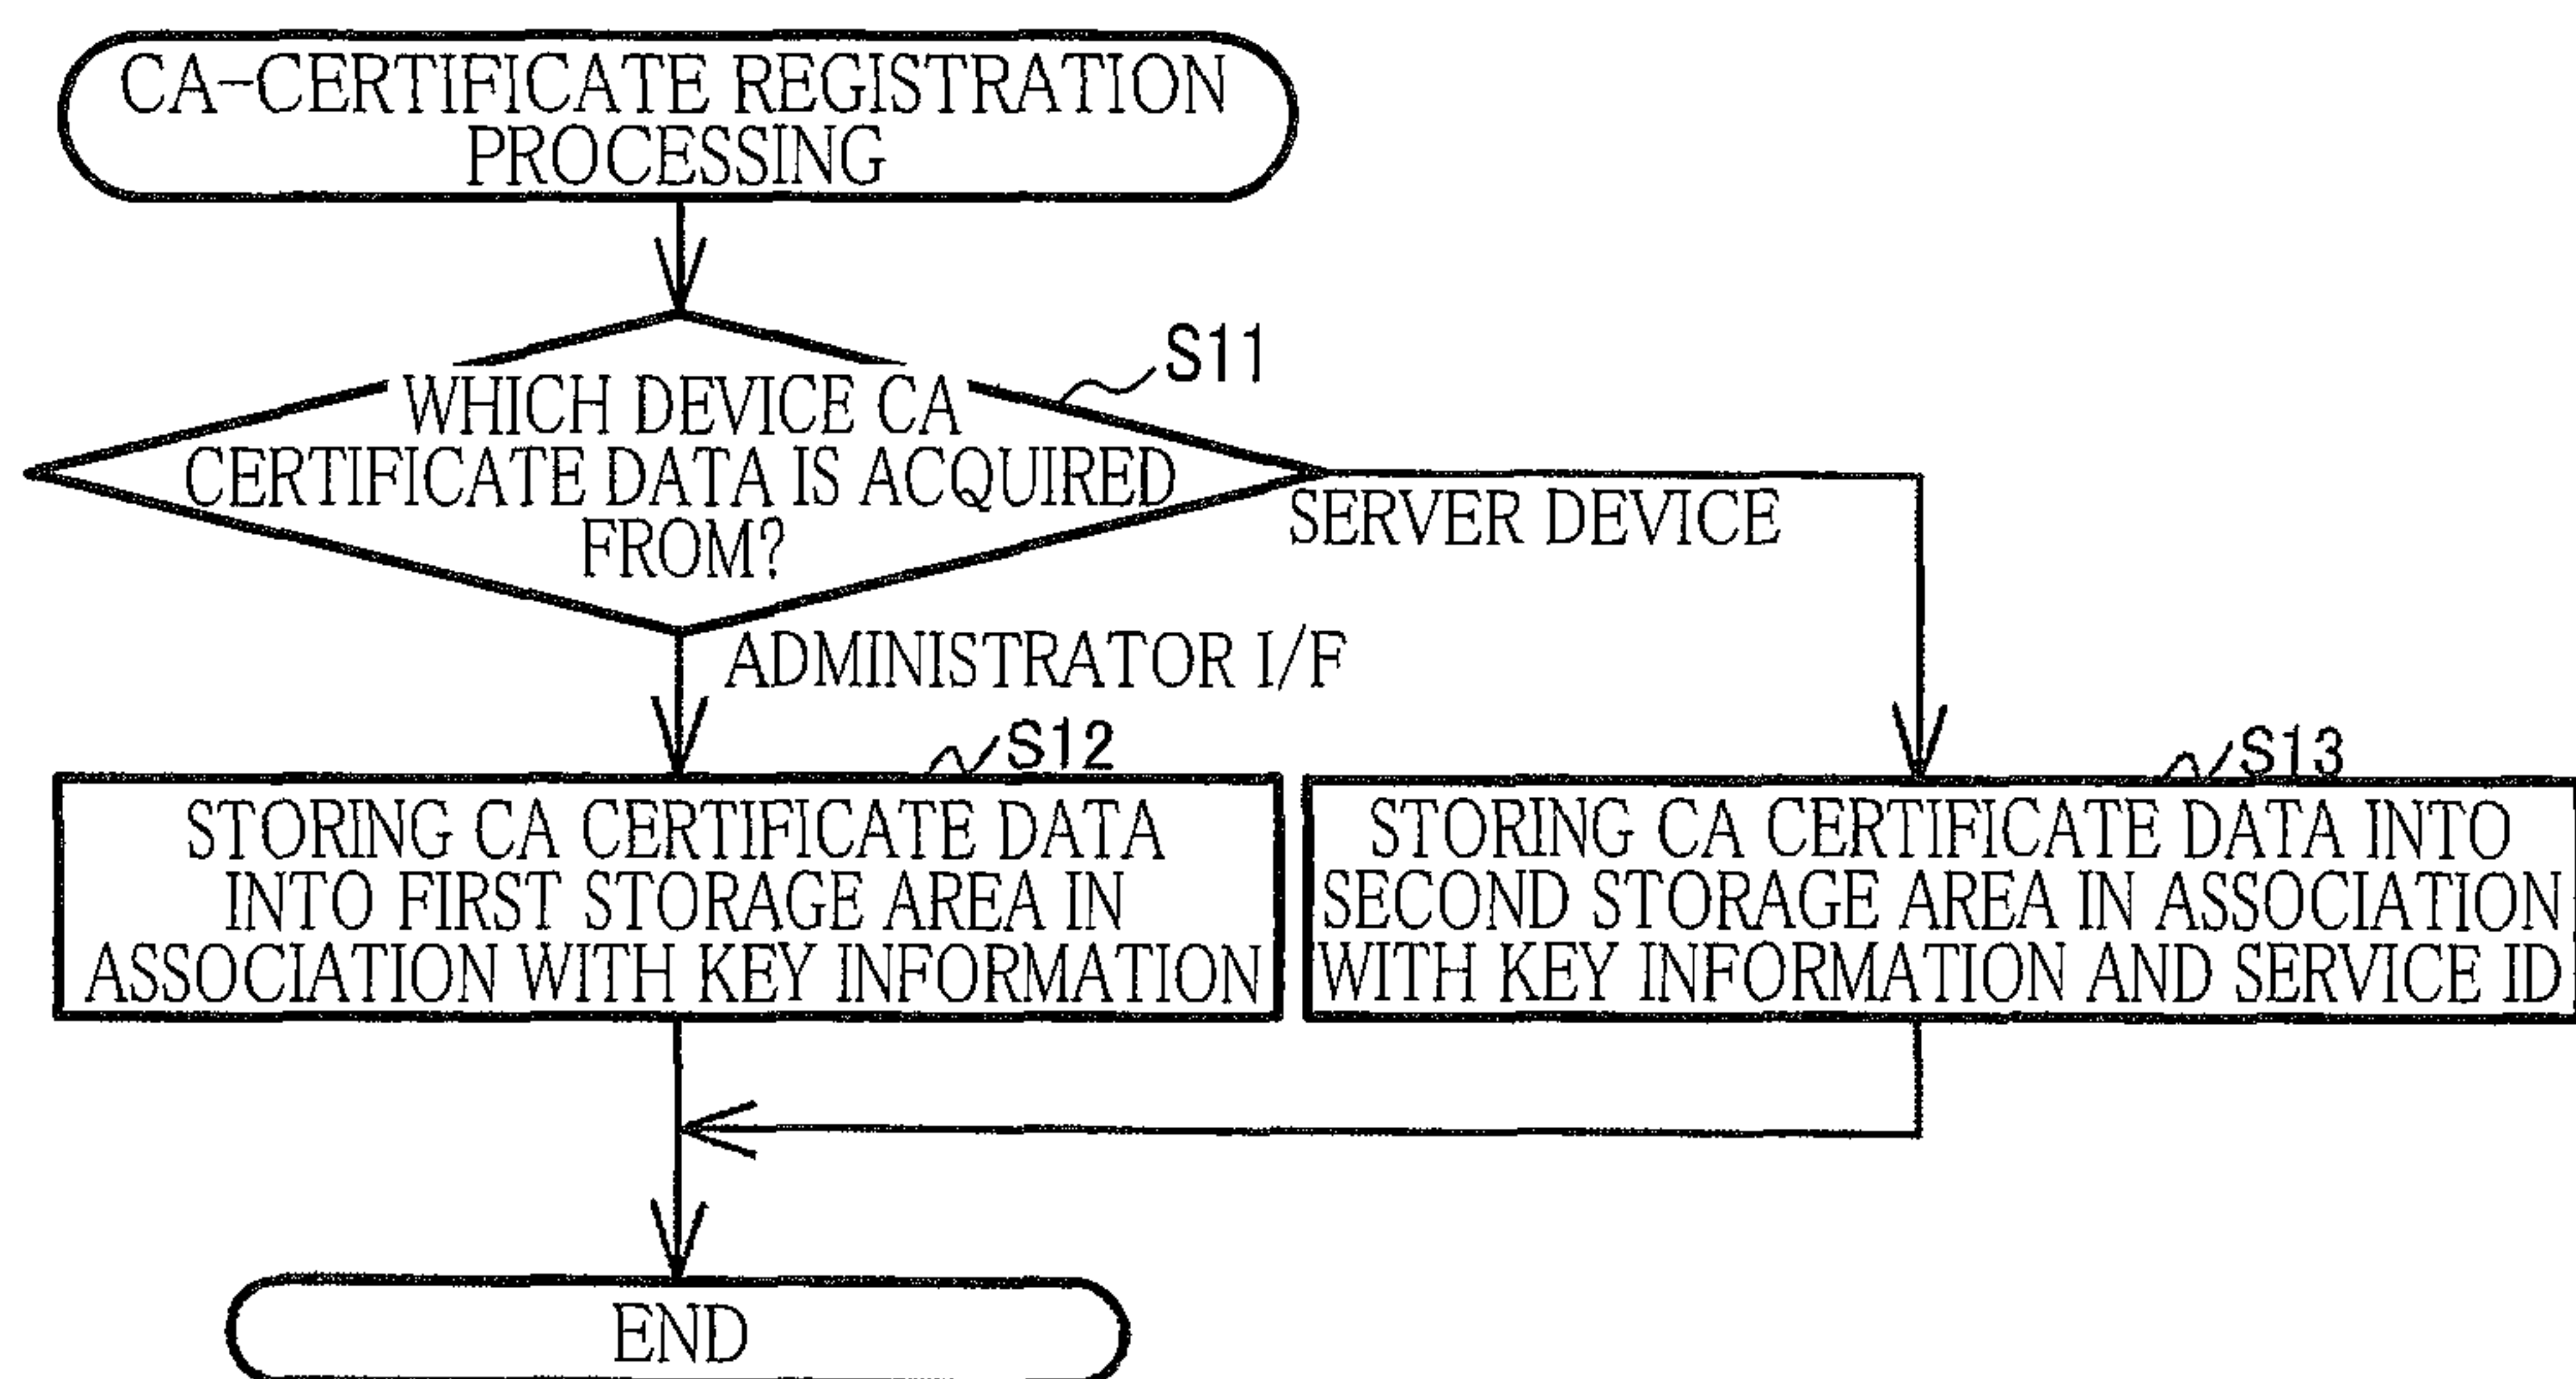 CA-CERTIFICATE REGISTRATION
PROCESSING
S11
WHICH DEVICE CA
CERTIFICATE DATA IS ACQUIRED
FROM?
SERVER DEVICE
ADMINISTRATOR I/F
S12
STORING CA CERTIFICATE DATA
INTO FIRST STORAGE AREA IN
ASSOCIATION WITH KEY INFORMATION
S13
STORING CA CERTIFICATE DATA INTO
SECOND STORAGE AREA IN ASSOCIATION
WITH KEY INFORMATION AND SERVICE ID
END